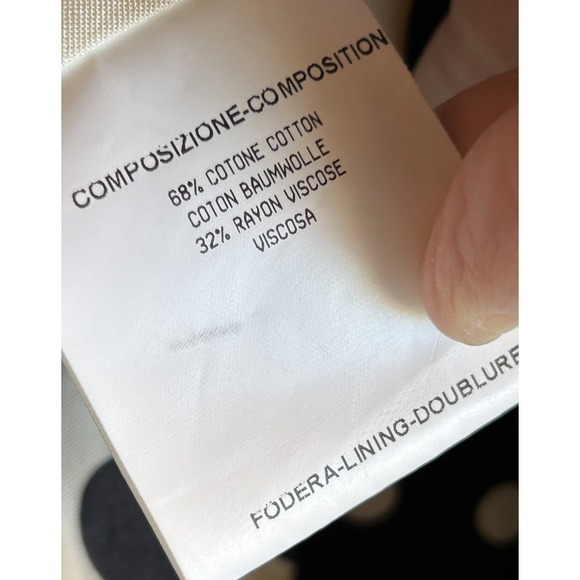 COMPOSIZIONE-COMPOSITION
68% COTONE COTTON
COTON BAUMWOLLE
32% RAYON VISCOSE
VISCOSA
FODERA-LINING-DOUBLURE